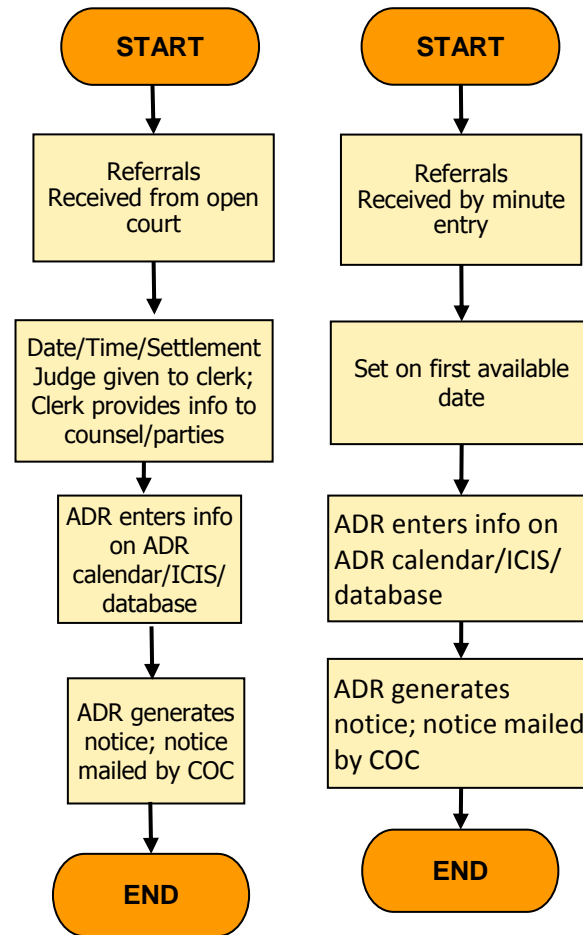 START
Referrals
Received from open
court
Date/Time/Settlement
Judge given to clerk;
Clerk provides info to
counsel/parties
ADR enters info
on ADR
calendar/ICIS/
database
ADR generates
notice; notice
mailed by COC
END
START
Referrals
Received by minute
entry
Set on first available
date
ADR enters info on
ADR calendar/ICIS/
database
ADR generates
notice; notice mailed
by COC
END